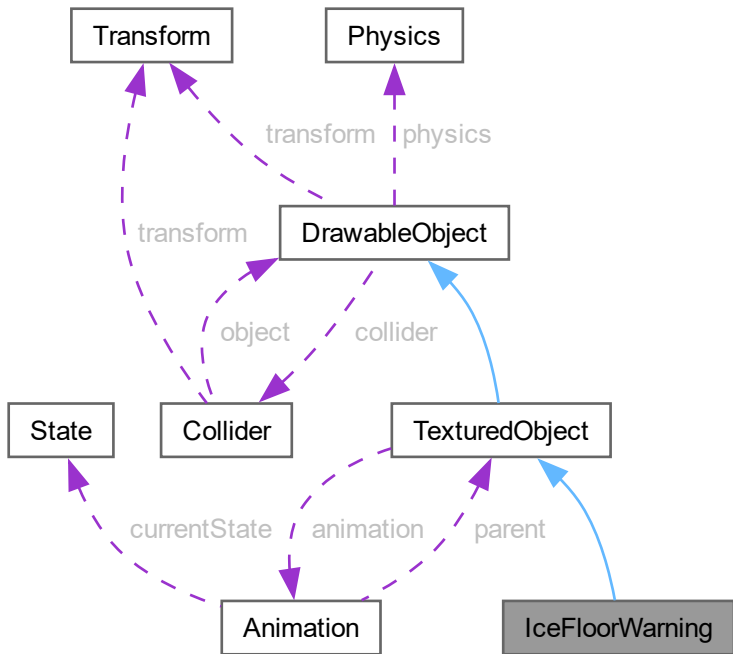 Transform
Physics
transform
physics
DrawableObject
transform
object
collider
State
Collider
TexturedObject
currentState
animation
parent
Animation
IceFloorWarning